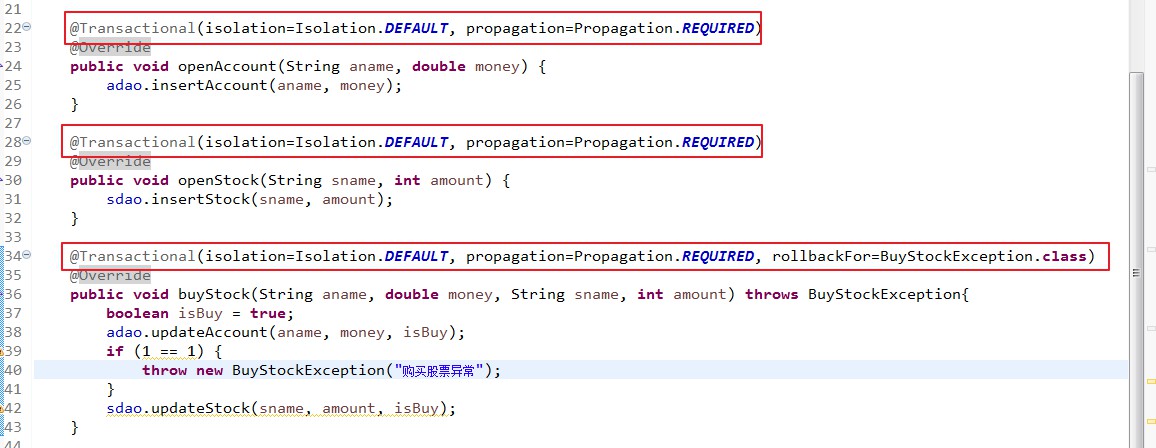 21
22 @Transactional(isolation=Isolation.DEFAULT, propagation=Propagation.REQUIRED)
23 @Override
24 public void openAccount(String aname, double money) {
25 adao.insertAccount(aname, money);
26 }
27
28 @Transactional(isolation=Isolation.DEFAULT, propagation=Propagation.REQUIRED)
29 @Override
30 public void openStock(String sname, int amount) {
31 sdao.insertStock(sname, amount);
32 }
33
34 @Transactional(isolation=Isolation.DEFAULT, propagation=Propagation.REQUIRED, rollbackFor=BuyStockException.class)
35 @Override
36 public void buyStock(String aname, double money, String sname, int amount) throws BuyStockException{
37 boolean isBuy = true;
38 adao.updateAccount(aname, money, isBuy);
39 if (1 == 1) {
40 throw new BuyStockException("购买股票异常");
41 }
42 sdao.updateStock(sname, amount, isBuy);
43 }
44